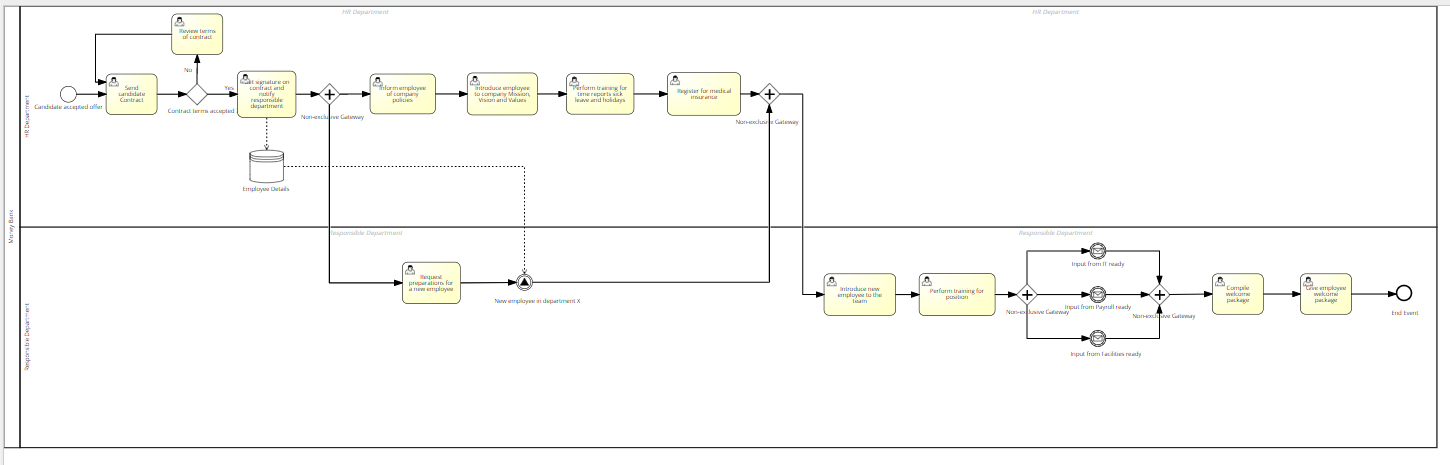 HR Department
HR Department
Review terms
of contract
No
Send
candidate
Contract
Yes
signature on
contract and
notify
responsible
department
Inform employee
of company
policies
Introduce employee
to company Mission,
Vision and Values
Perform training for
time reports sick
leave and holidays
Register for medical
insurance
Candidate accepted offer
Contract terms accepted
Non-exclusive Gateway
Non-exclusive Gateway
HR Department
Employee Details
Money Bank
Responsible Department
Responsible Department
Request
preparations for
a new employee
New employee in department X
Input from IT ready
Introduce new
employee to the
team
Perform training for
position
Non-exclusive Gateway
Input from Payroll ready
Non-exclusive Gateway
Compile
welcome
package
Give employee
welcome
package
End Event
Input from Facilities ready
Responsible Department